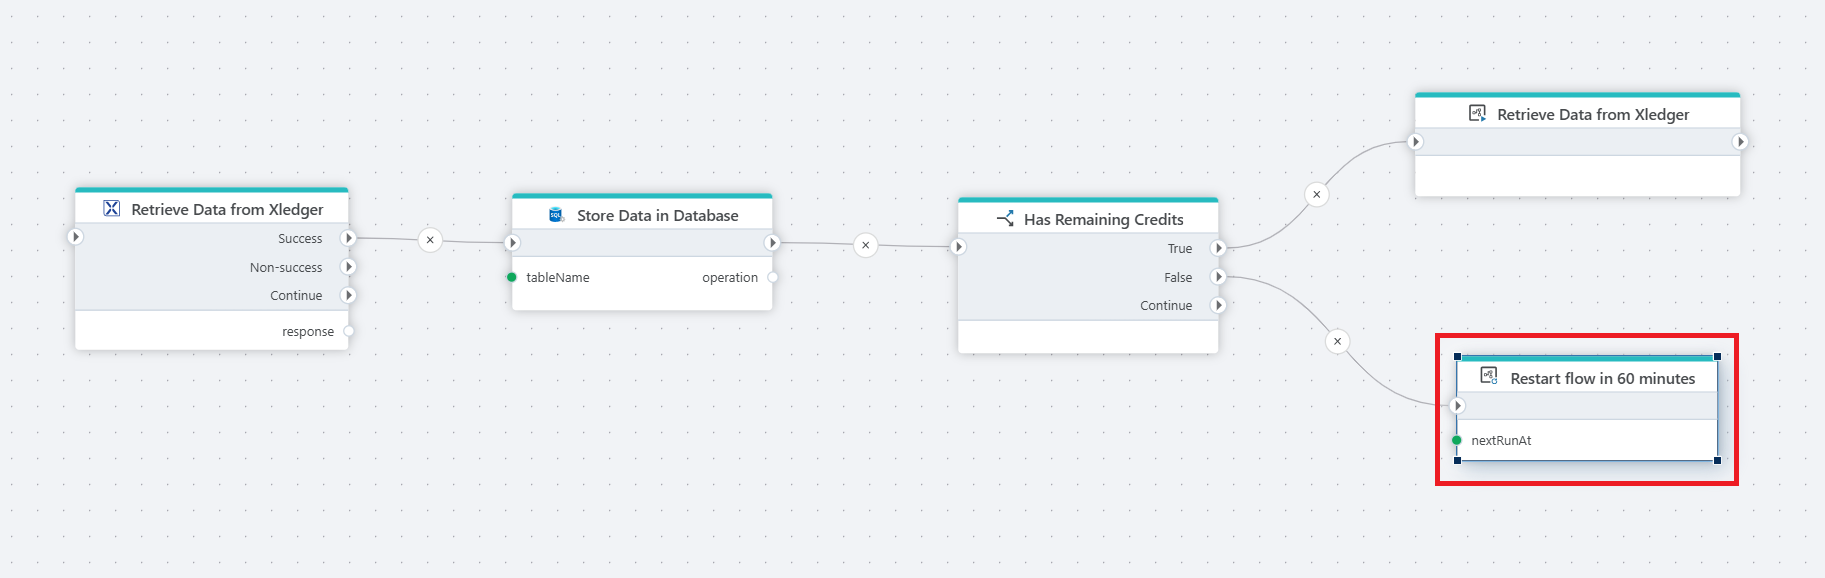 Retrieve Data from Xledger
Success
Non-success
Continue
response
SQL
Store Data in Database
tableName
operation
Has Remaining Credits
True
False
Continue
Retrieve Data from Xledger
Restart flow in 60 minutes
nextRunAt